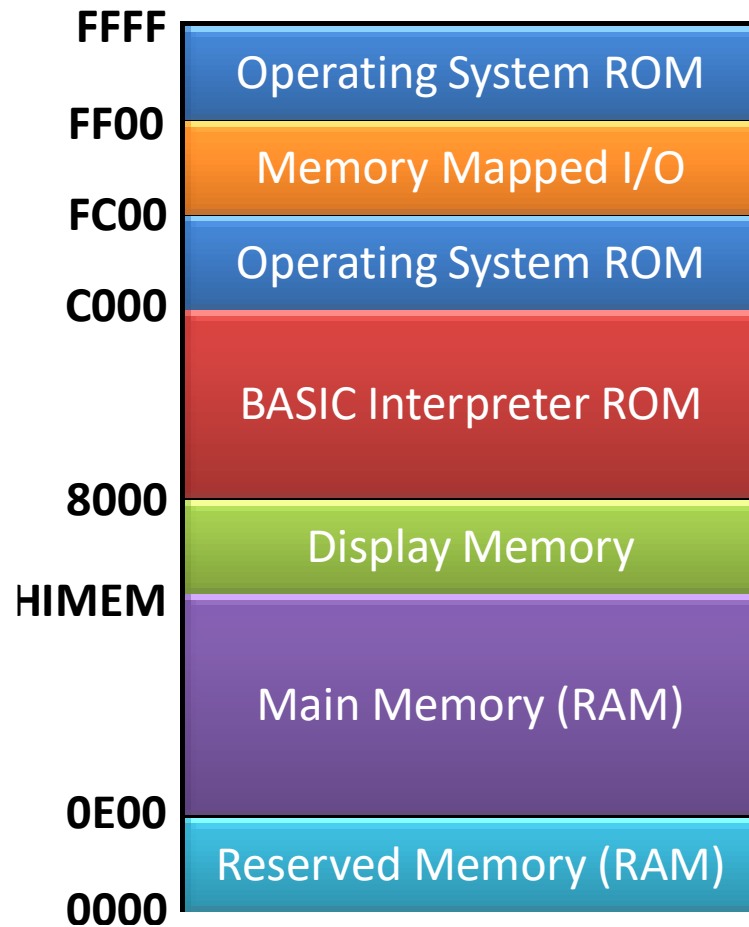 FFFF
Operating System ROM
FF00
Memory Mapped I/O
FC00
Operating System ROM
C000
BASIC Interpreter ROM
8000
Display Memory
HIMEM
Main Memory (RAM)
0E00
Reserved Memory (RAM)
0000